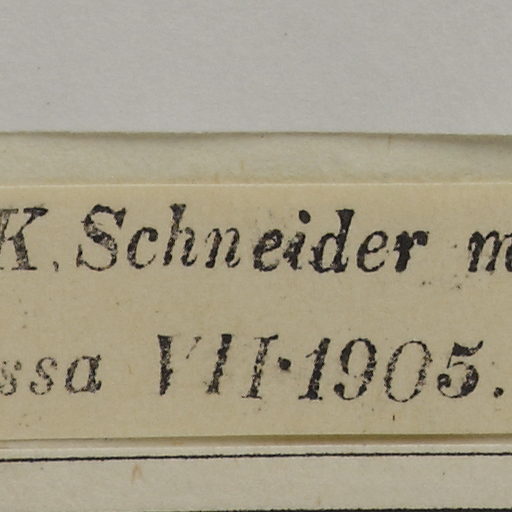 K. Schneider m
ssa VII·1905.